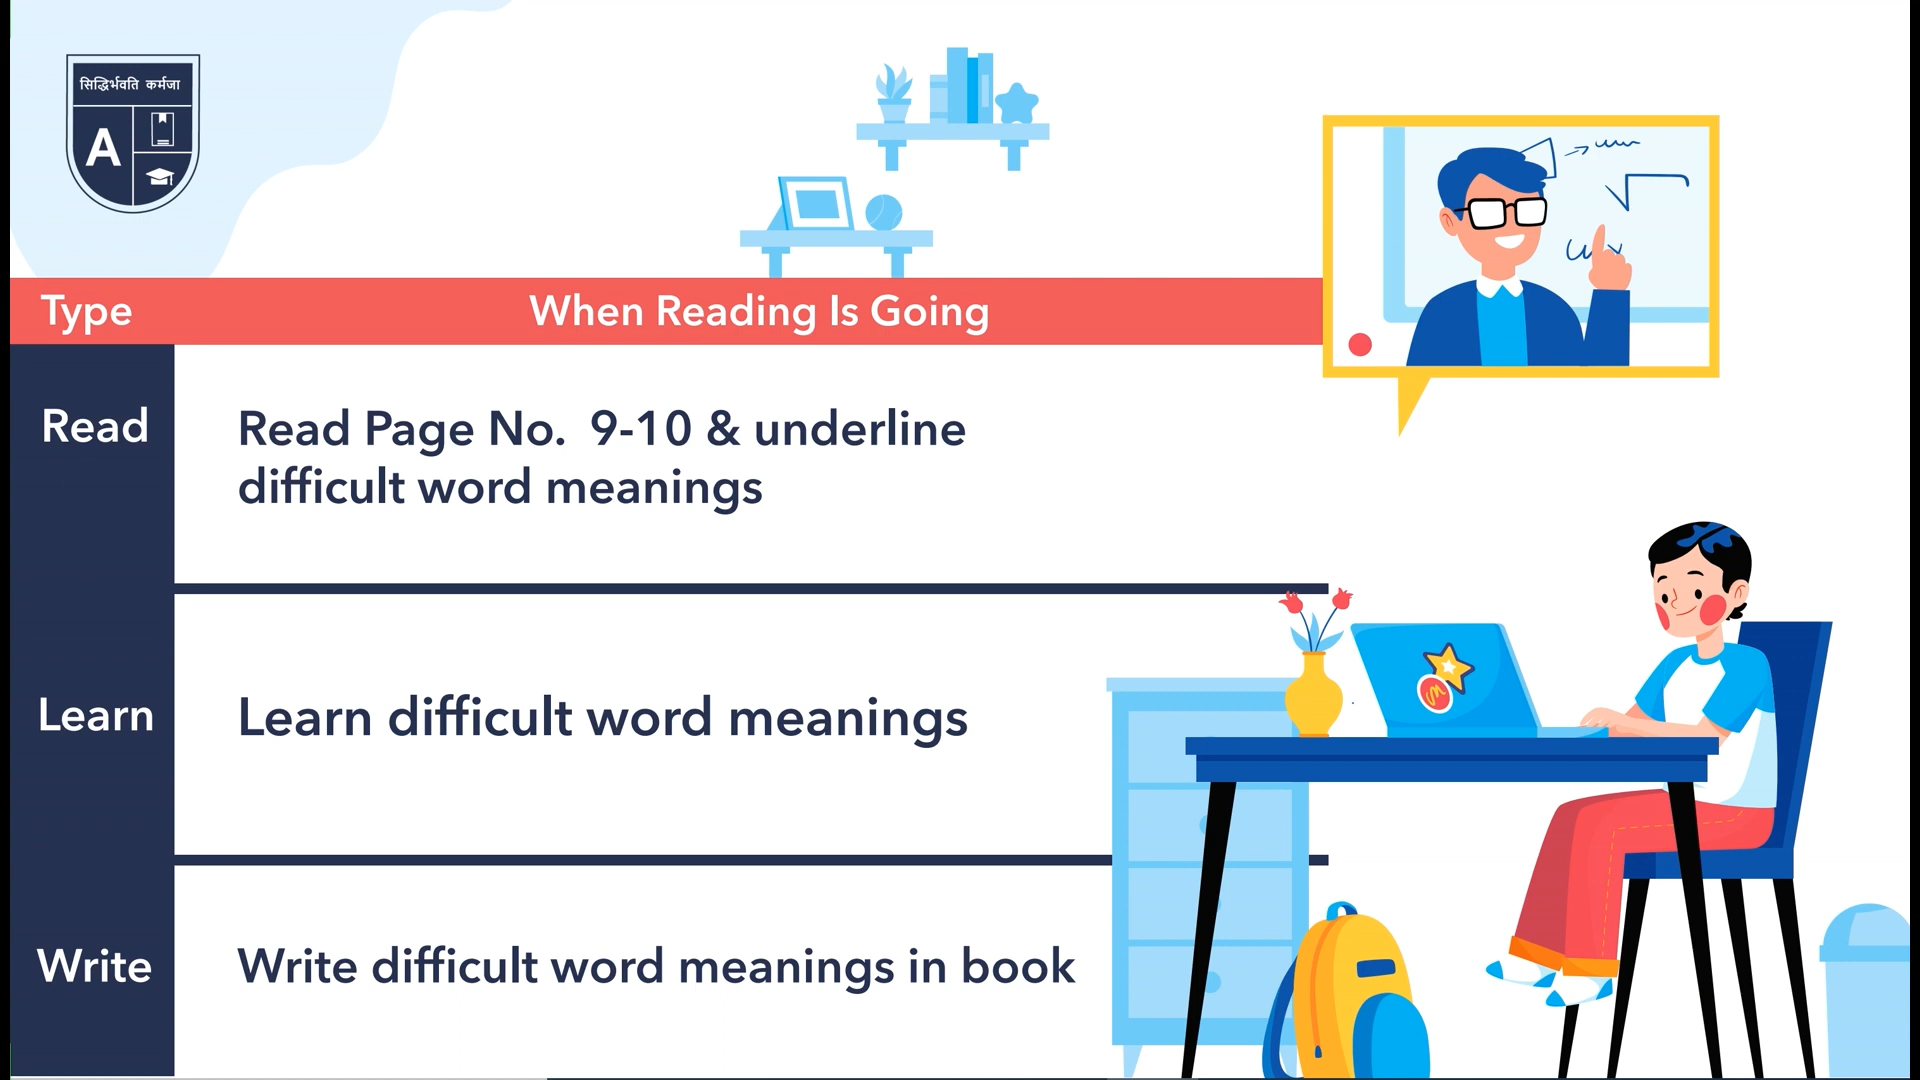 सिद्धिर्भवति कर्मजा
A
Type
When Reading Is Going
Read
Read Page No.  9-10 & underline
difficult word meanings
Learn
Learn difficult word meanings
Write
Write difficult word meanings in book